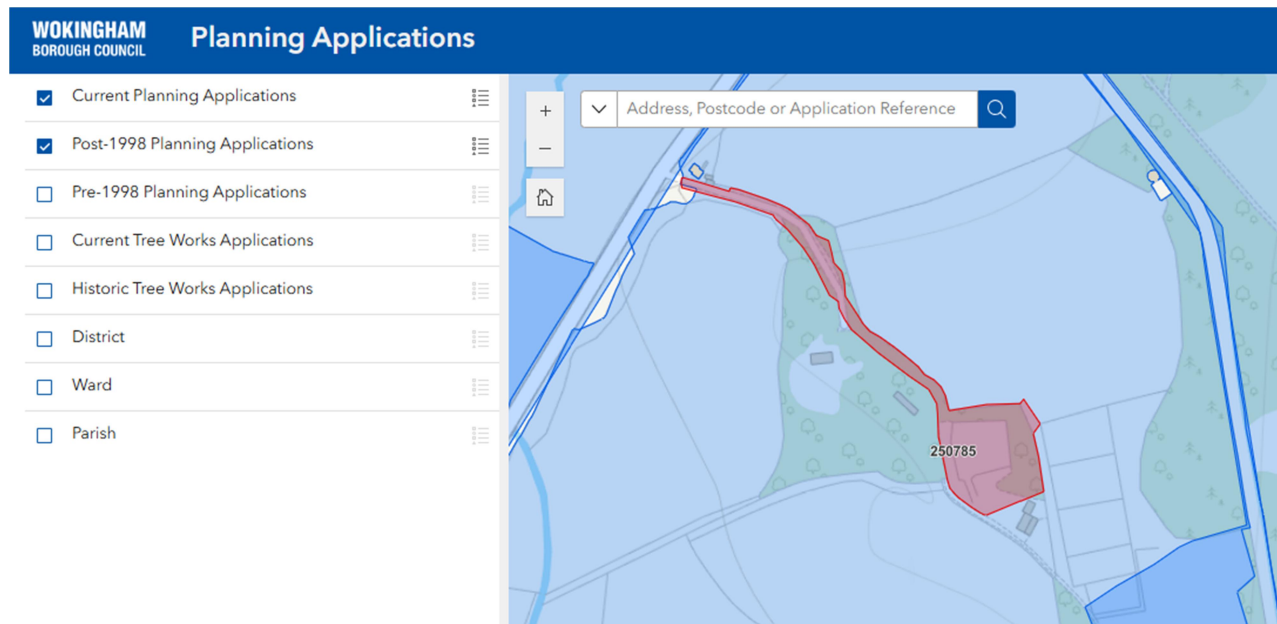 WOKINGHAM
BOROUGH COUNCIL
Planning Applications
Current Planning Applications
Post-1998 Planning Applications
Pre-1998 Planning Applications
Current Tree Works Applications
Historic Tree Works Applications
District
Ward
Parish
+
−
Address, Postcode or Application Reference
250785